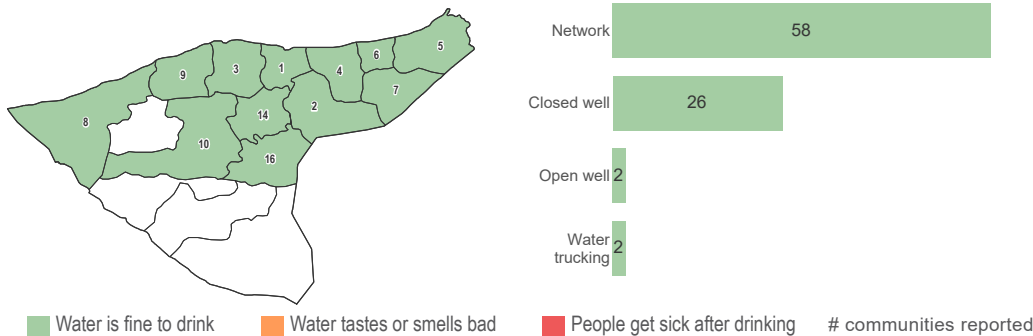 5
6
1
3
4
9
7
2
14
8
10
16
Network
58
Closed well
26
Open well
2
Water
trucking
2
Water is fine to drink
Water tastes or smells bad
People get sick after drinking
# communities reported